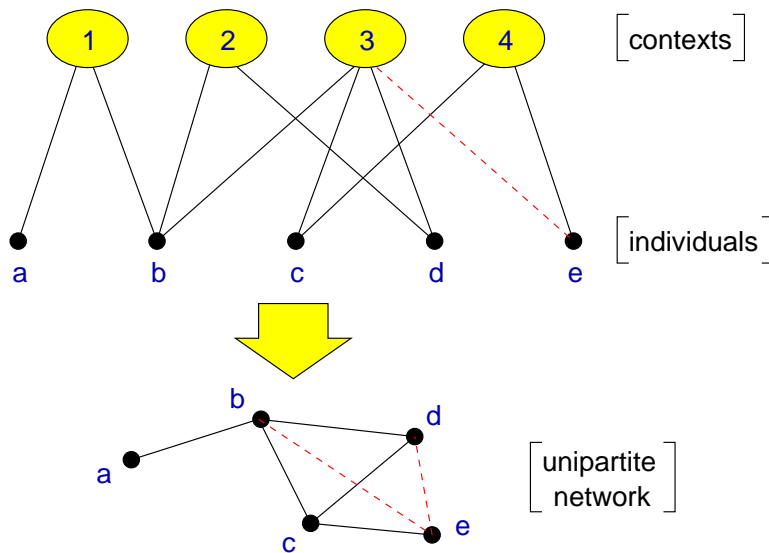 1 2 3 4
contexts
individuals
a b c d e
b
d
a
unipartite
network
c
e